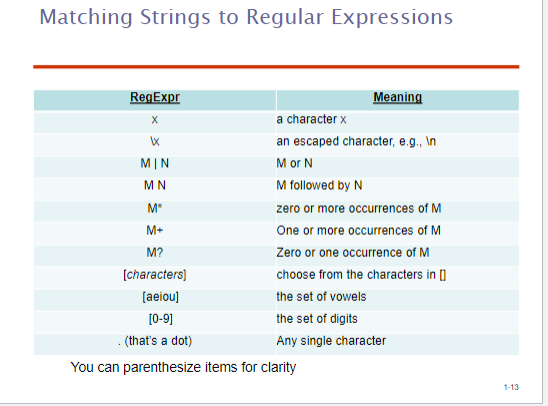 Matching Strings to Regular Expressions
RegExpr Meaning
x a character x
\x an escaped character, e.g., \n
M | N M or N
M N M followed by N
M* zero or more occurrences of M
M+ One or more occurrences of M
M? Zero or one occurrence of M
[characters] choose from the characters in []
[aeiou] the set of vowels
[0-9] the set of digits
. (that's a dot) Any single character
You can parenthesize items for clarity
1-13